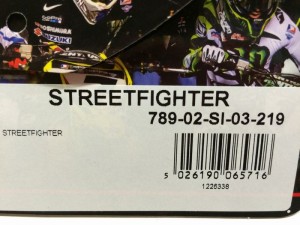 SUZUKI
STREETFIGHTER
789-02-SI-03-219
STREETFIGHTER
5 026190 065716
1226338